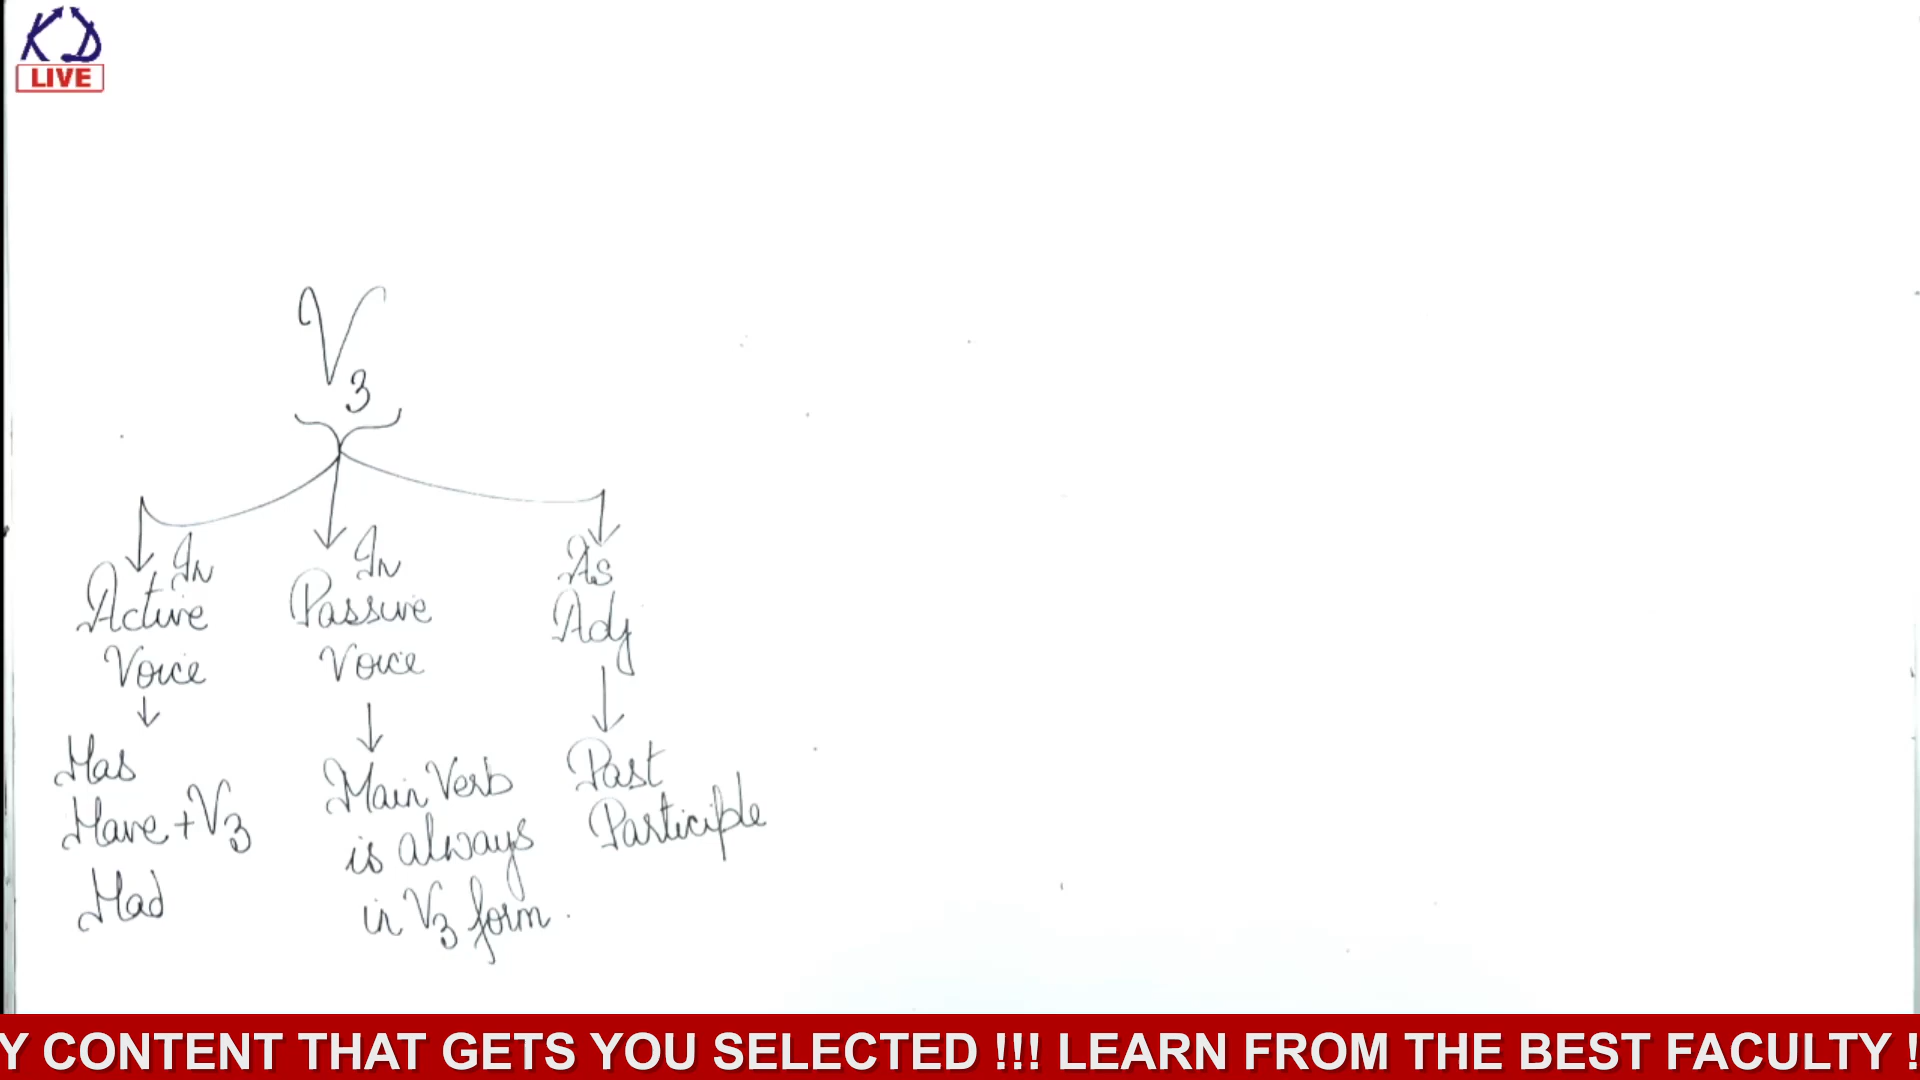 KD
LIVE
V3
In
Active
Voice
Has
Have + V3
Had
In
Passive
Voice
Main Verb
is always
in V3 form.
As
Adj
Past
Participle
Y CONTENT THAT GETS YOU SELECTED !!! LEARN FROM THE BEST FACULTY !